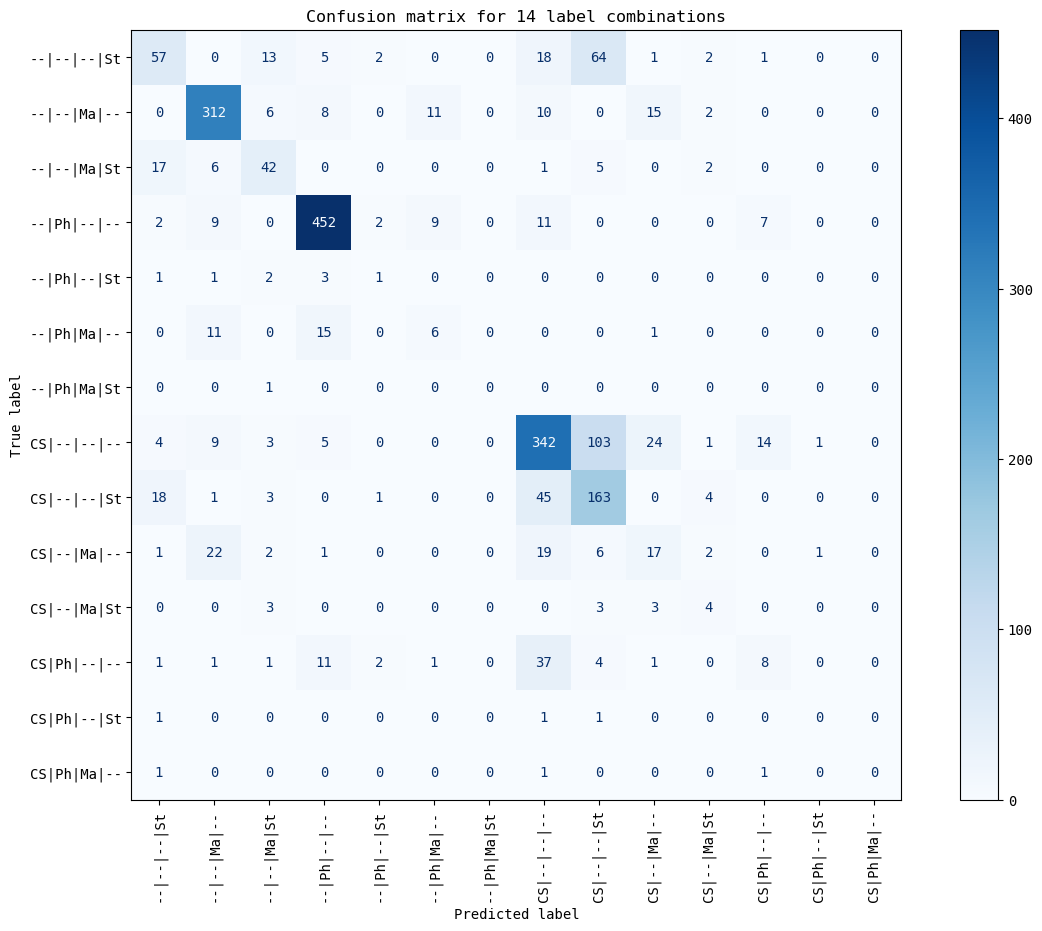 Confusion matrix for 14 label combinations
--|--|--|St 57 0 13 5 2 0 0 18 64 1 2 1 0 0
--|--|Ma|-- 0 312 6 8 0 11 0 10 0 15 2 0 0 0
--|--|Ma|St 17 6 42 0 0 0 0 1 5 0 2 0 0 0
--|Ph|--|-- 2 9 0 452 2 9 0 11 0 0 0 7 0 0
--|Ph|--|St 1 1 2 3 1 0 0 0 0 0 0 0 0 0
--|Ph|Ma|-- 0 11 0 15 0 6 0 0 0 1 0 0 0 0
--|Ph|Ma|St 0 0 1 0 0 0 0 0 0 0 0 0 0 0
CS|--|--|-- 4 9 3 5 0 0 0 342 103 24 1 14 1 0
CS|--|--|St 18 1 3 0 1 0 0 45 163 0 4 0 0 0
CS|--|Ma|-- 1 22 2 1 0 0 0 19 6 17 2 0 1 0
CS|--|Ma|St 0 0 3 0 0 0 0 0 3 3 4 0 0 0
CS|Ph|--|-- 1 1 1 11 2 1 0 37 4 1 0 8 0 0
CS|Ph|--|St 1 0 0 0 0 0 0 1 1 0 0 0 0 0
CS|Ph|Ma|-- 1 0 0 0 0 0 0 1 0 0 0 1 0 0
True label
--|--|--|St
--|--|Ma|--
--|--|Ma|St
--|Ph|--|--
--|Ph|--|St
--|Ph|Ma|--
--|Ph|Ma|St
CS|--|--|--
CS|--|--|St
CS|--|Ma|--
CS|--|Ma|St
CS|Ph|--|--
CS|Ph|--|St
CS|Ph|Ma|--
Predicted label
400
300
200
100
0